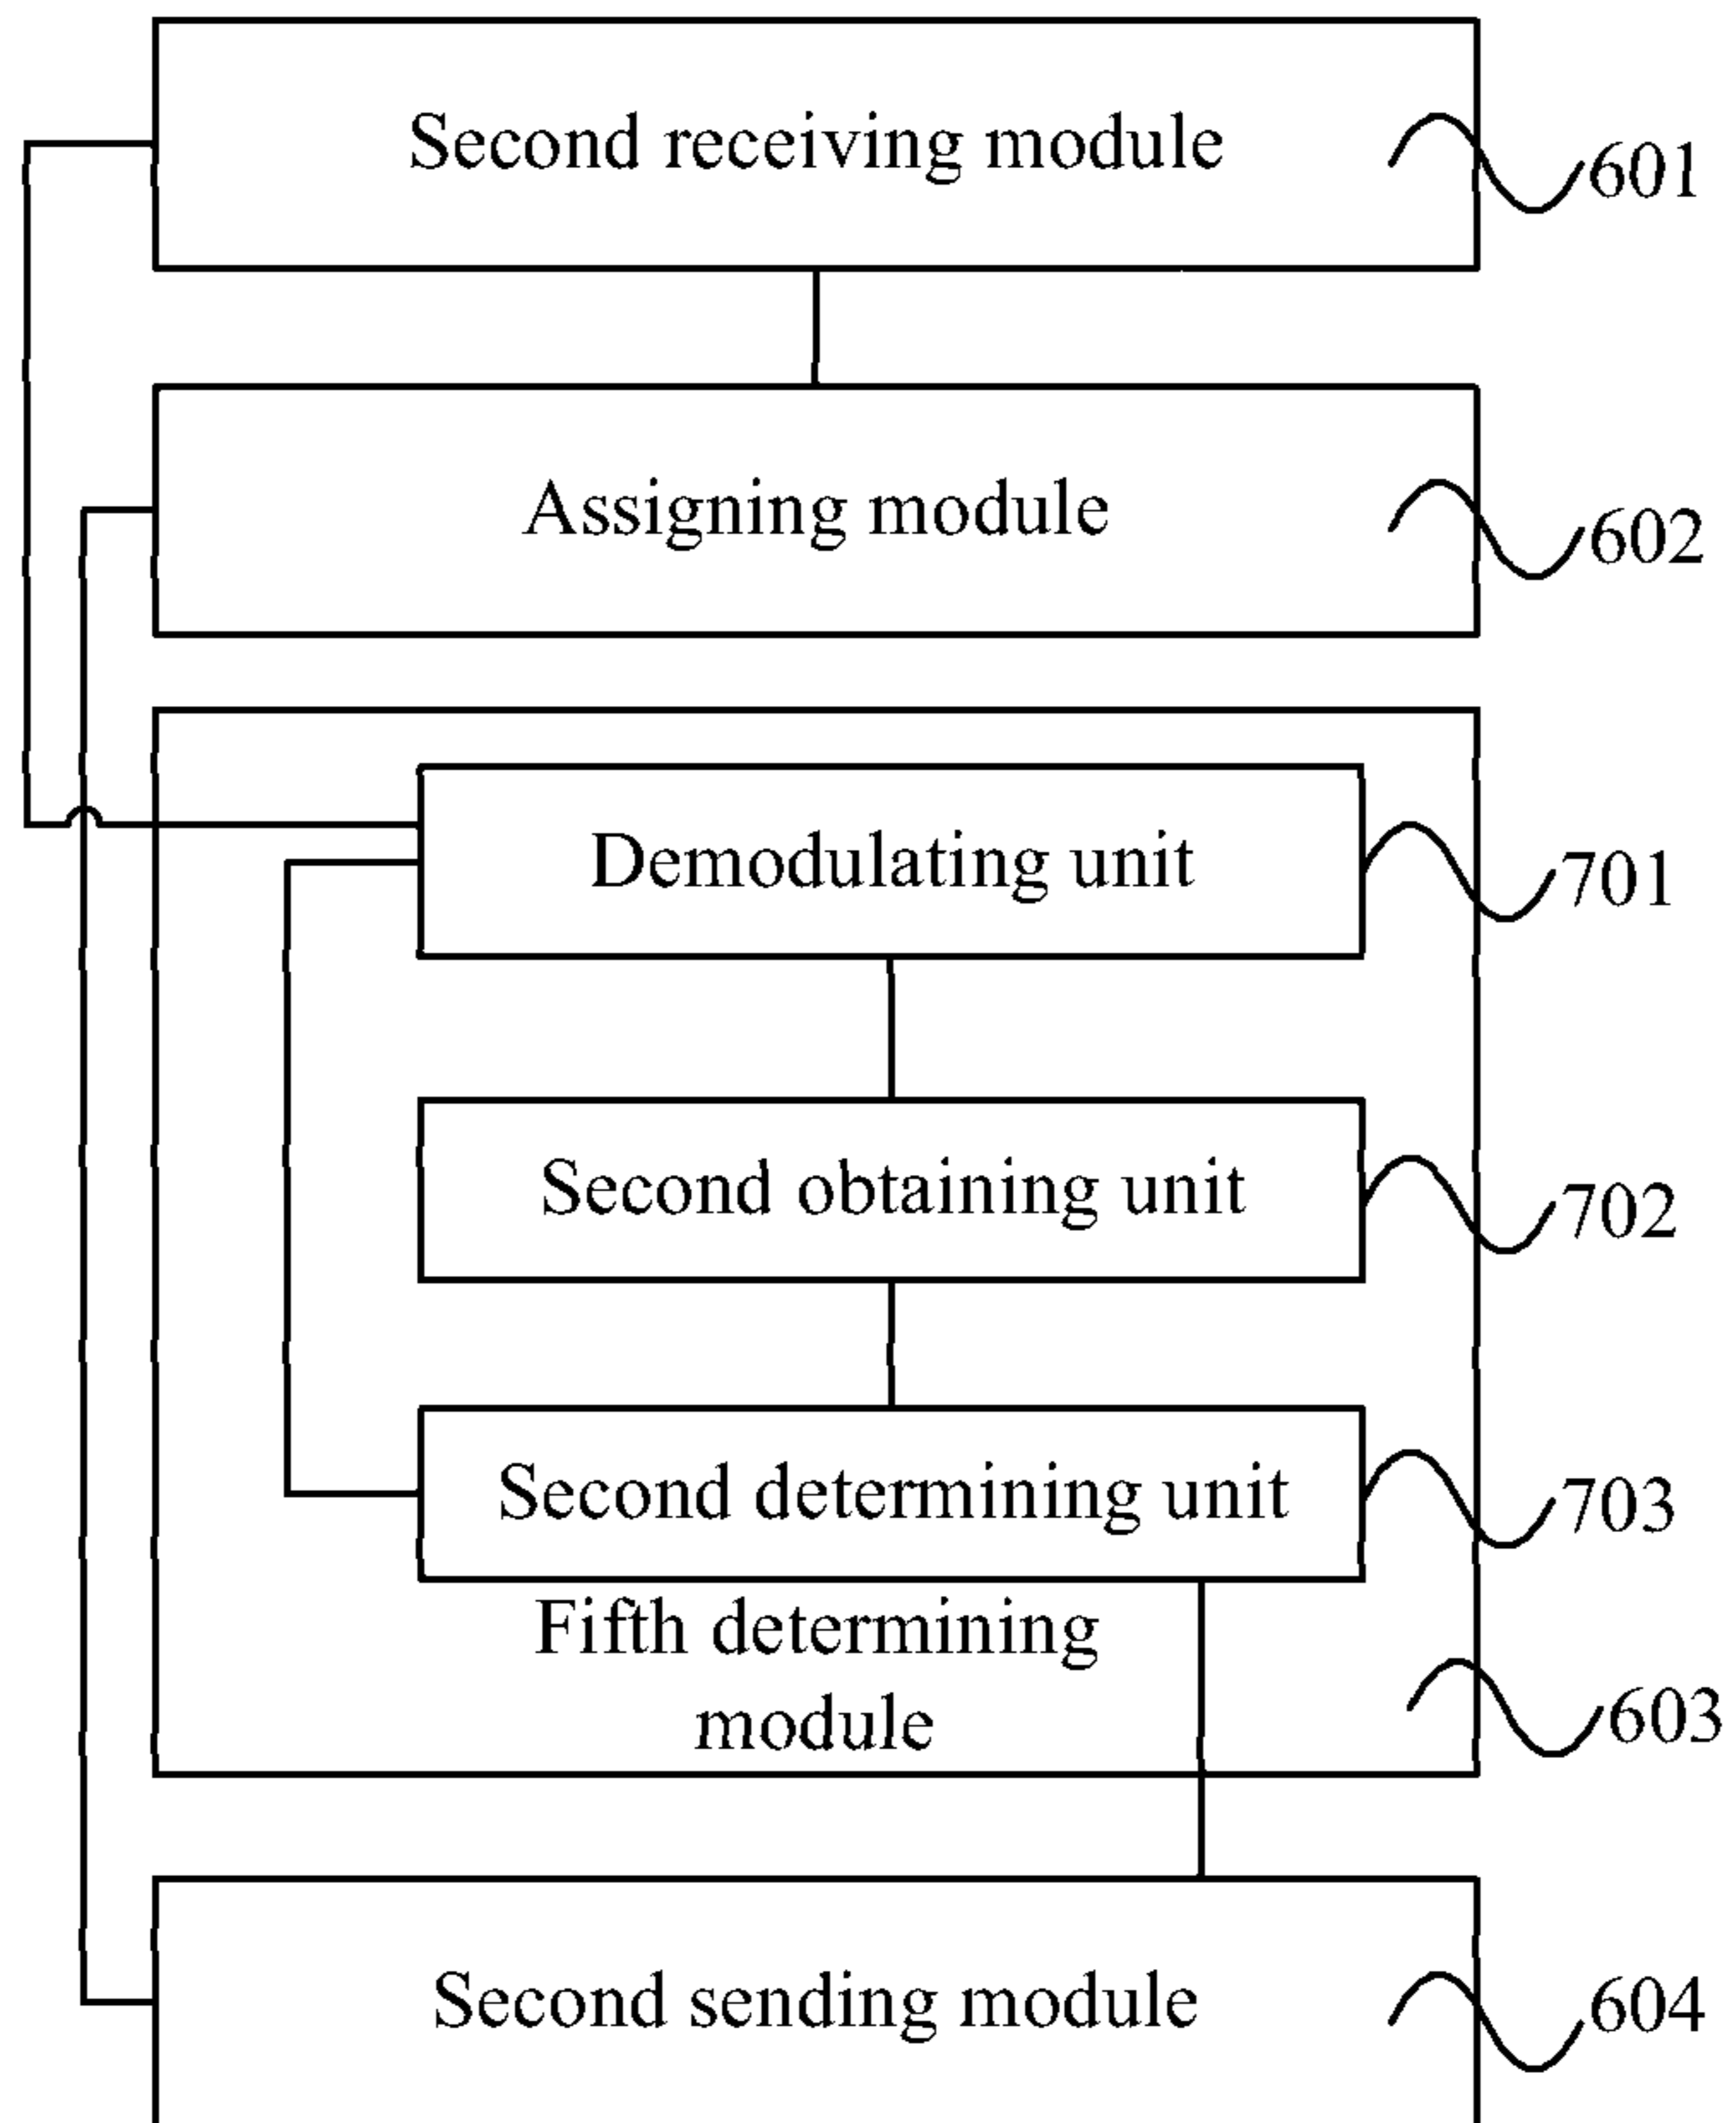 Second receiving module
601
Assigning module
602
Demodulating unit
701
Second obtaining unit
702
Second determining unit
703
Fifth determining
module
603
Second sending module
604